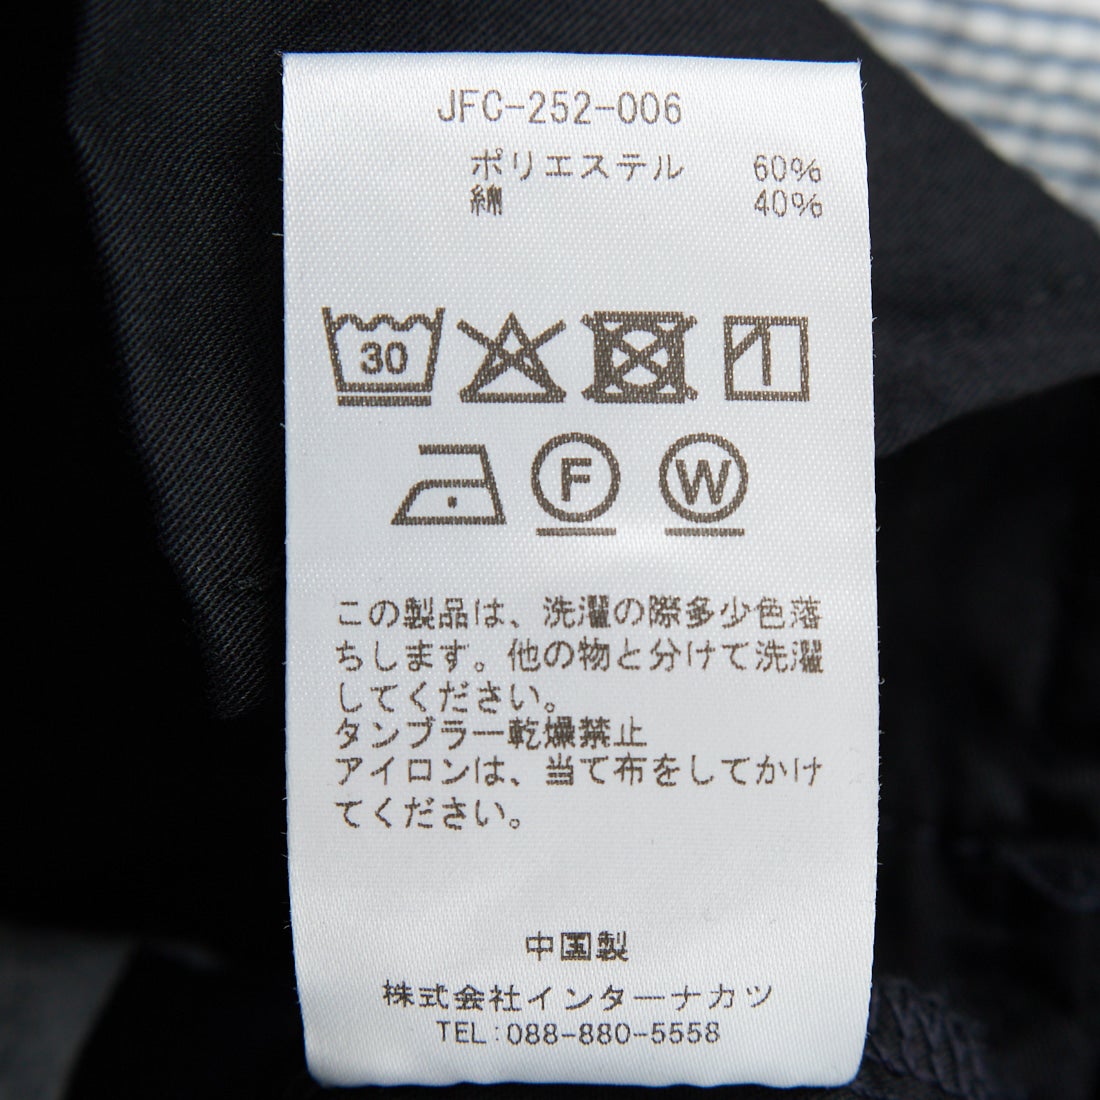 JFC-252-006
ポリエステル 60%
綿 40%
30
F W
この製品は、洗濯の際多少色落
ちします。他の物と分けて洗濯
してください。
タンブラー乾燥禁止
アイロンは、当て布をしてかけ
てください。
中国製
株式会社インターナカツ
TEL:088-880-5558